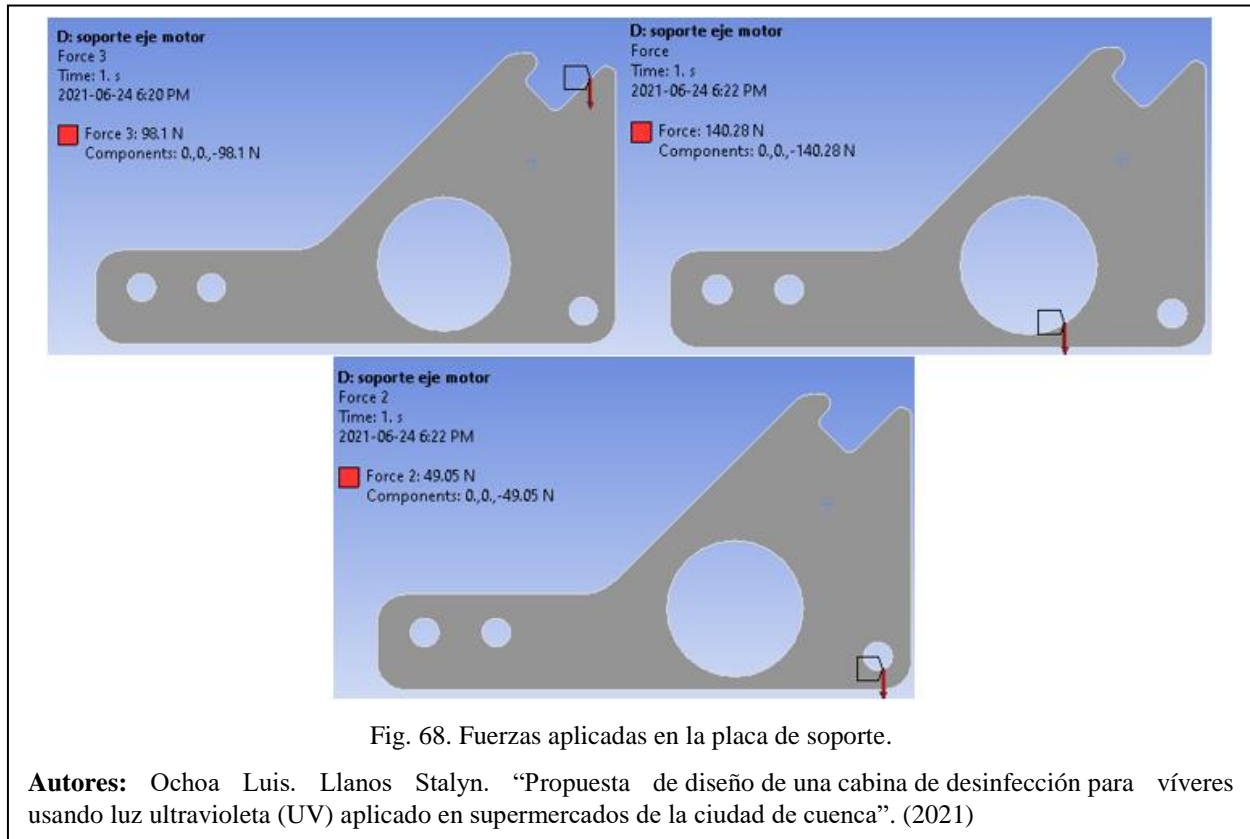 D: soporte eje motor
Force 3
Time: 1. s
2021-06-24 6:20 PM
Force 3: 98.1 N
Components: 0.,0.,-98.1 N
D: soporte eje motor
Force
Time: 1. s
2021-06-24 6:22 PM
Force: 140.28 N
Components: 0.,0.,-140.28 N
D: soporte eje motor
Force 2
Time: 1. s
2021-06-24 6:22 PM
Force 2: 49.05 N
Components: 0.,0.,-49.05 N
Fig. 68. Fuerzas aplicadas en la placa de soporte.
Autores: Ochoa Luis. Llanos Stalyn. “Propuesta de diseño de una cabina de desinfección para víveres
usando luz ultravioleta (UV) aplicado en supermercados de la ciudad de cuenca”. (2021)